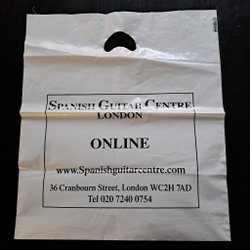 SPANISH GUITAR CENTRE
LONDON
ONLINE
www.Spanishguitarcentre.com
36 Cranbourn Street, London WC2H 7AD
Tel 020 7240 0754